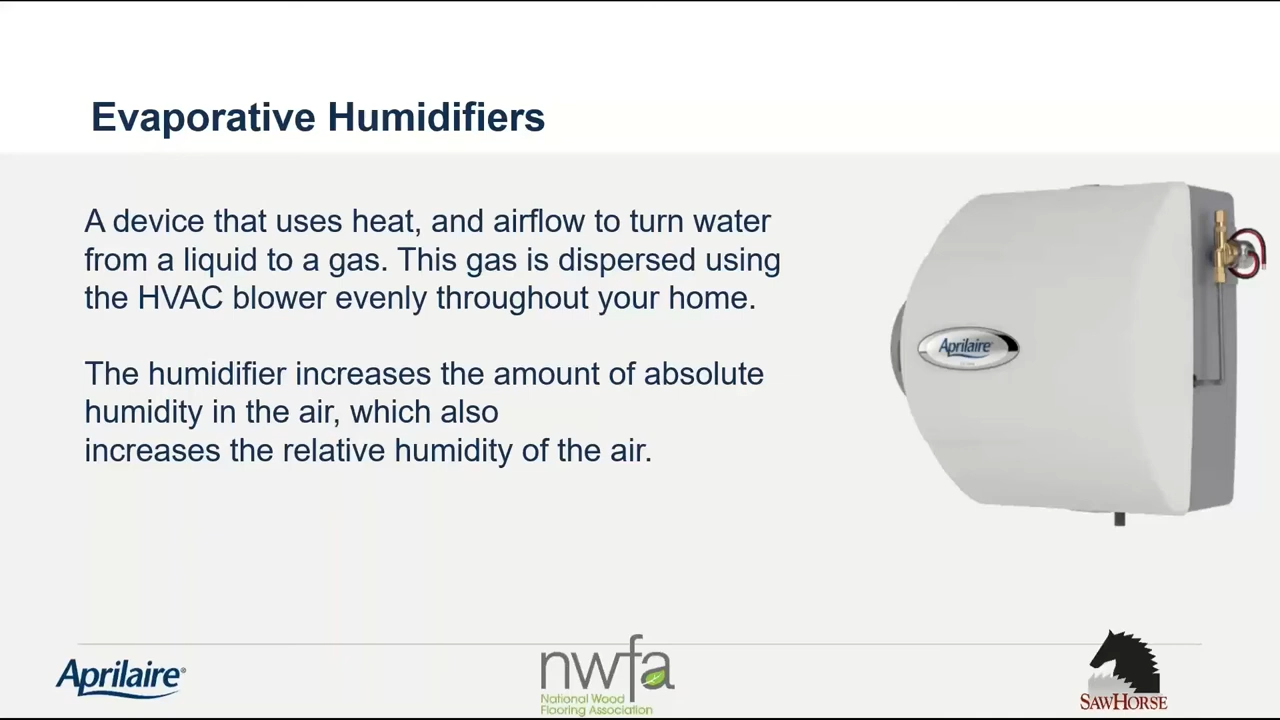 Evaporative Humidifiers
A device that uses heat, and airflow to turn water
from a liquid to a gas. This gas is dispersed using
the HVAC blower evenly throughout your home.
The humidifier increases the amount of absolute
humidity in the air, which also
increases the relative humidity of the air.
Aprilaire
Aprilaire®
nwfa
National Wood
Flooring Association
SAWHORSE